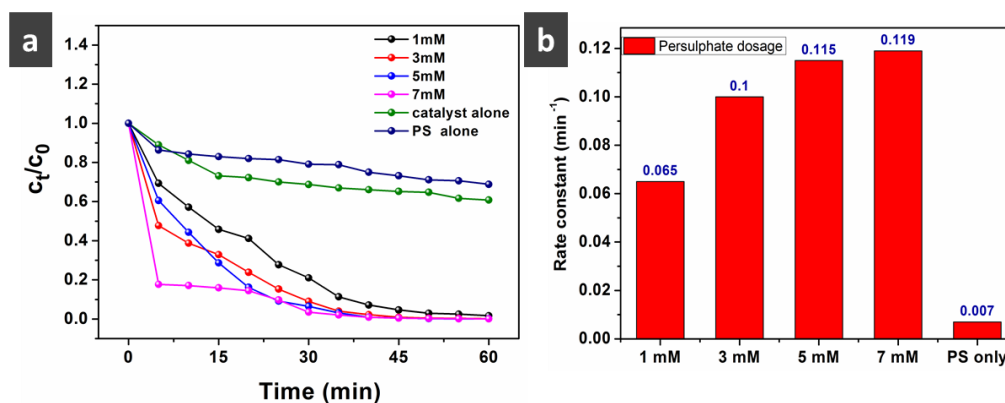 a
1.4
1.2
1.0
0.8
0.6
0.4
0.2
0.0
cₜ/c₀
0
15
30
45
60
Time (min)
1mM
3mM
5mM
7mM
catalyst alone
PS alone
b
0.12
0.10
0.08
0.06
0.04
0.02
0.00
Rate constant (min⁻¹)
Persulphate dosage
0.065
0.1
0.115
0.119
0.007
1 mM
3 mM
5 mM
7 mM
PS only